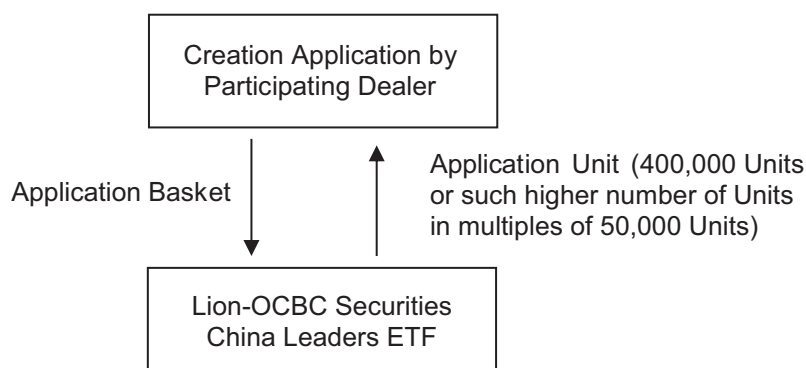 Creation Application by
Participating Dealer
Application Basket
Application Unit (400,000 Units
or such higher number of Units
in multiples of 50,000 Units)
Lion-OCBC Securities
China Leaders ETF